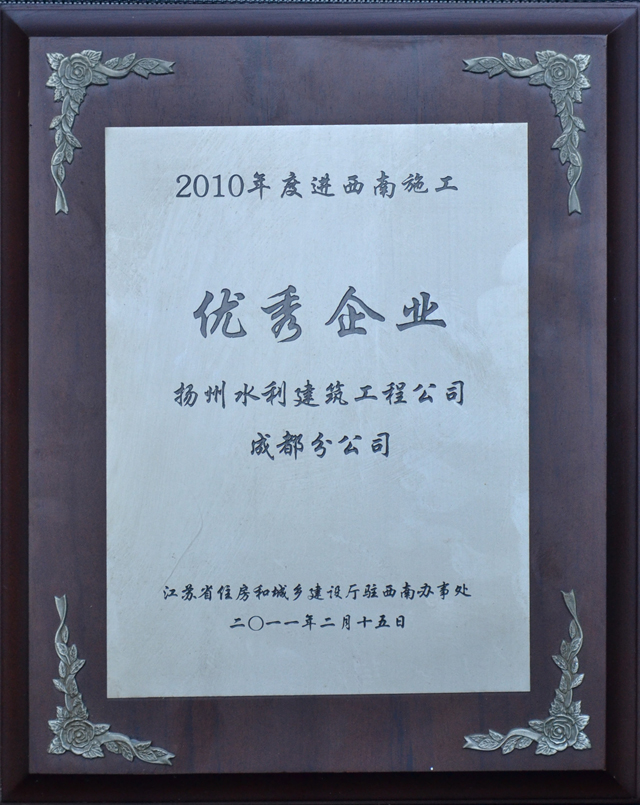 2010年度进西南施工
优秀企业
扬州水利建筑工程公司
成都分公司
江苏省住房和城乡建设厅驻西南办事处
二〇一一年二月十五日